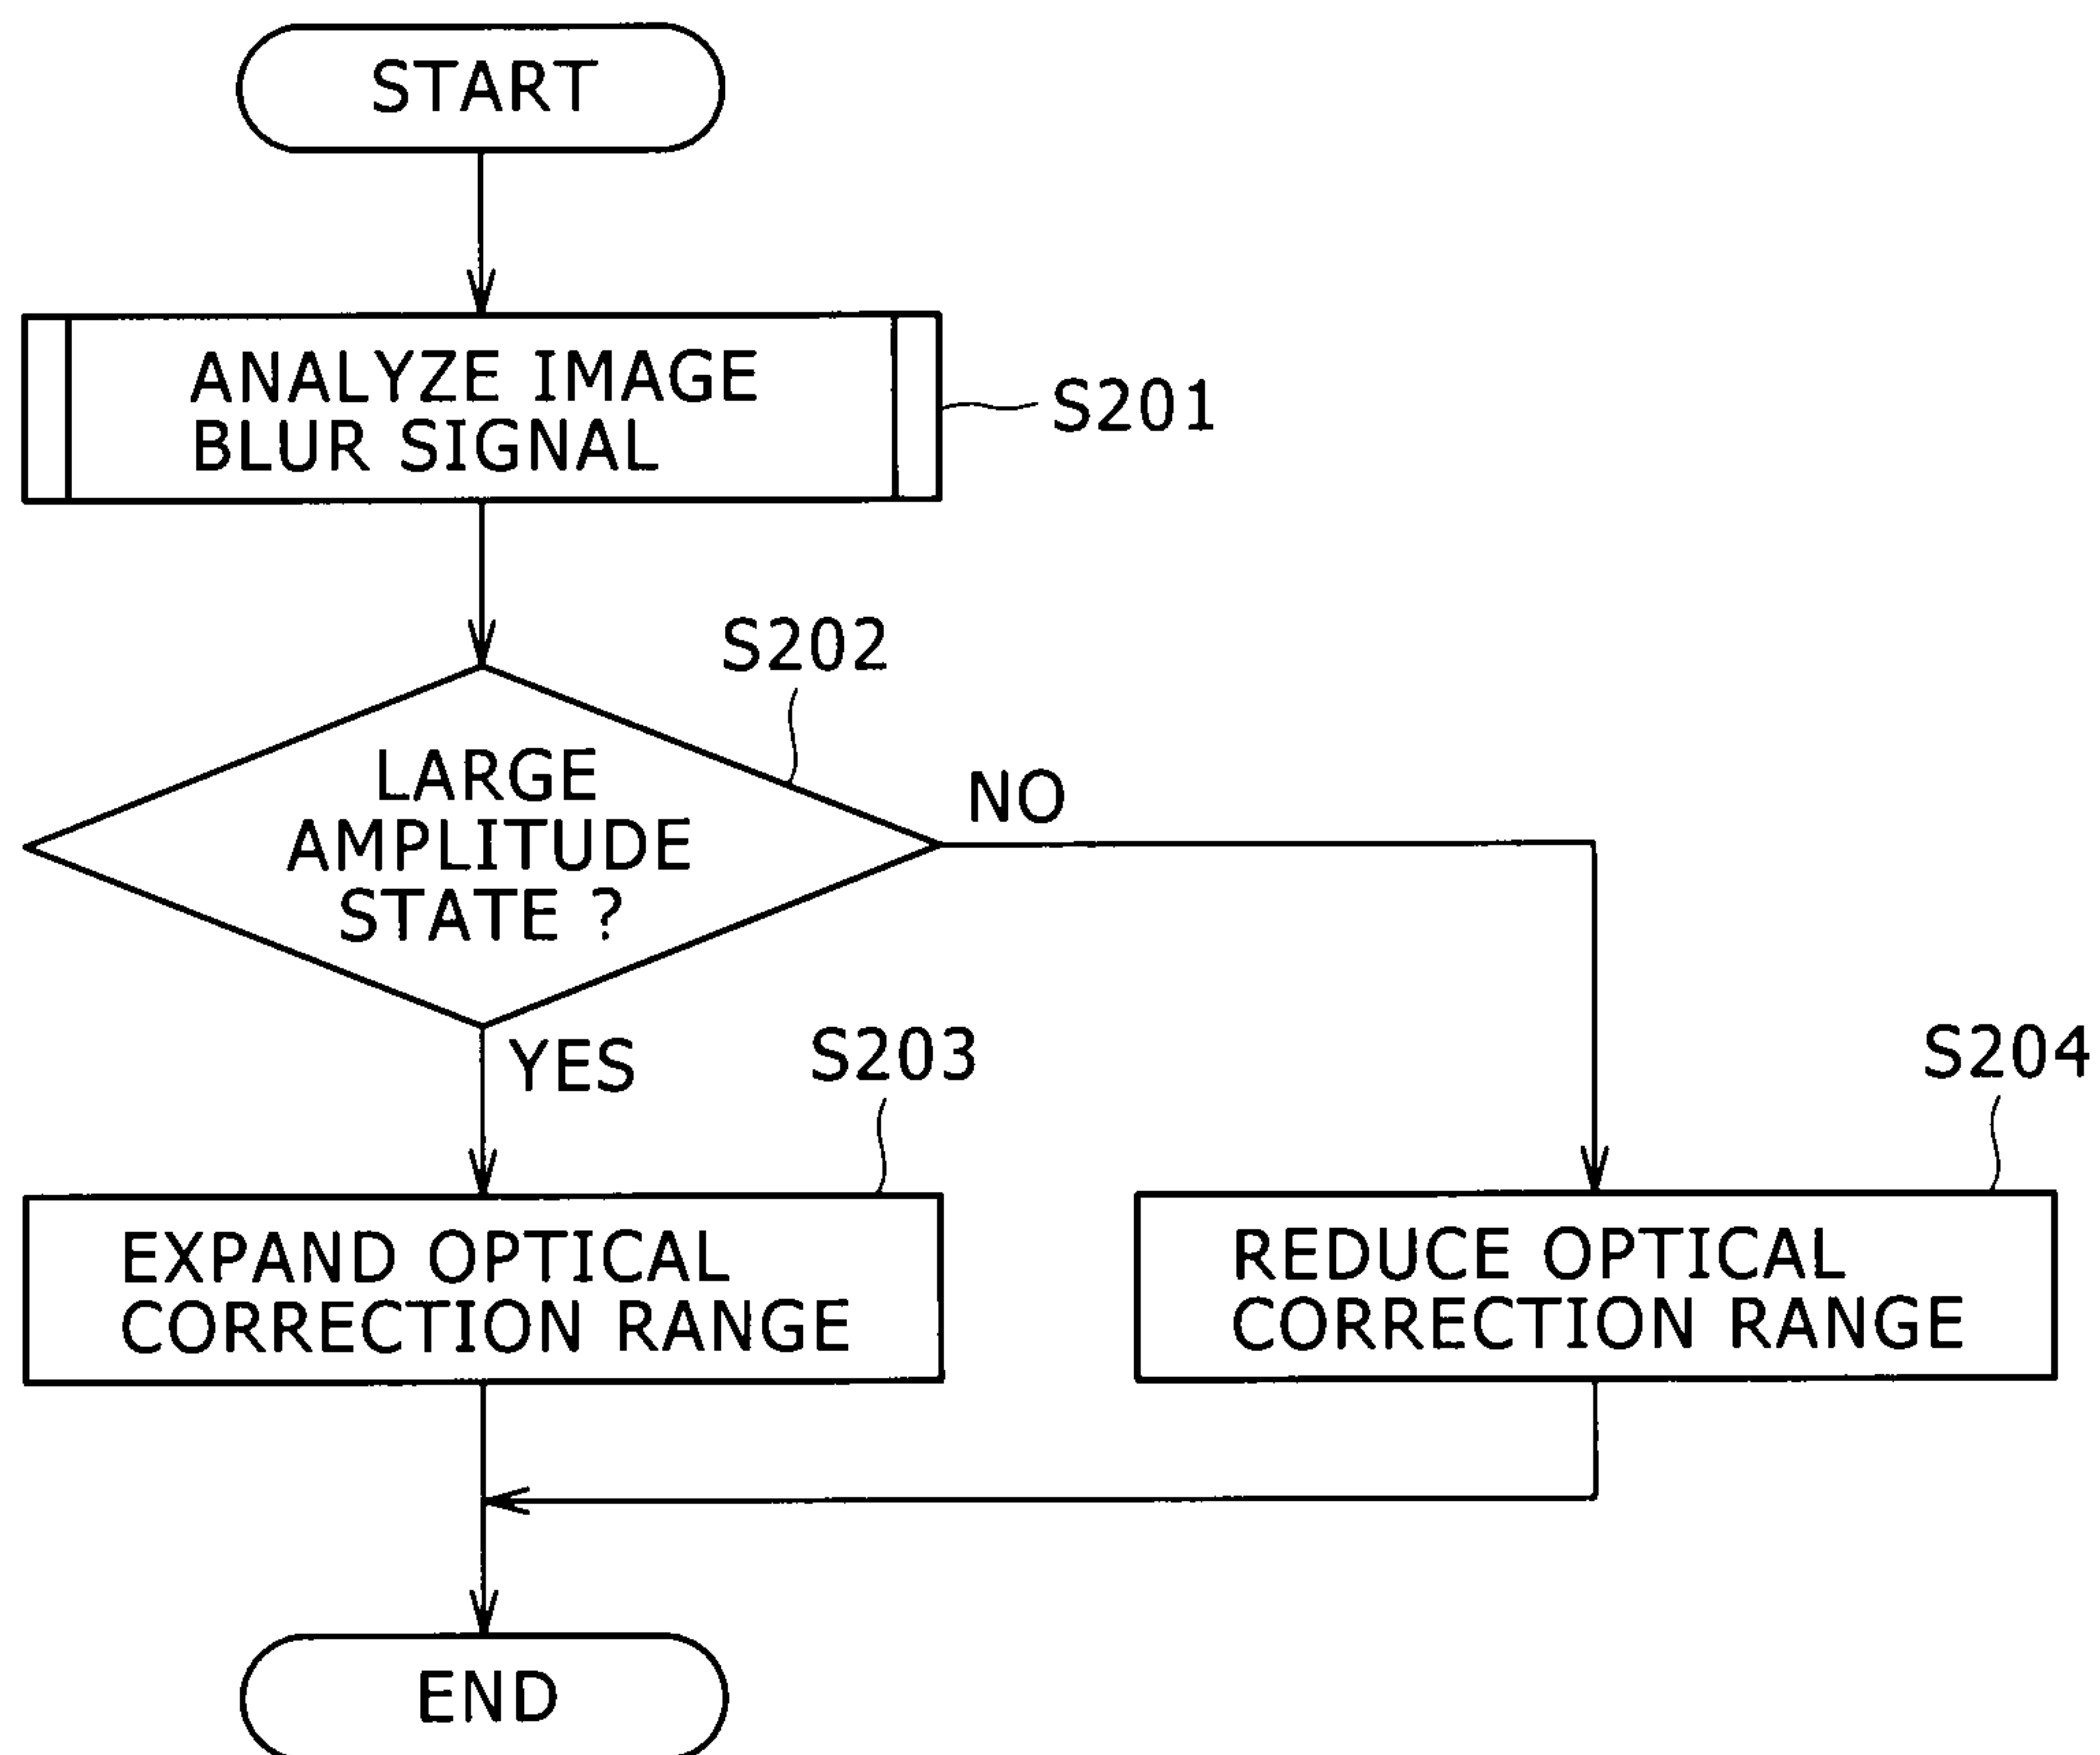 START
ANALYZE IMAGE
BLUR SIGNAL
S201
S202
LARGE
AMPLITUDE
STATE ?
NO
YES
S203
S204
EXPAND OPTICAL
CORRECTION RANGE
REDUCE OPTICAL
CORRECTION RANGE
END